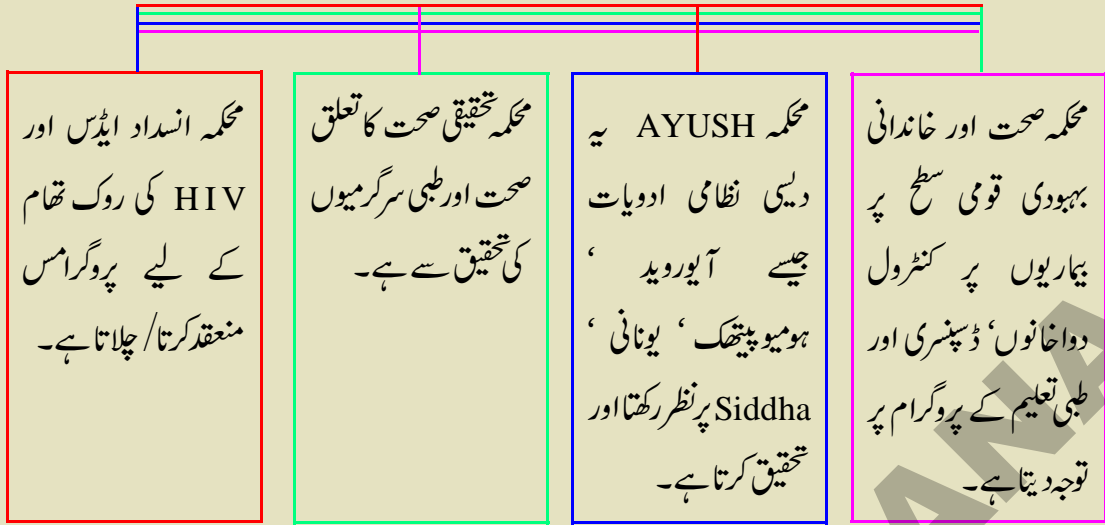 محکمہ صحت اور خاندانی
بہبودی قومی سطح پر
بیماریوں پر کنٹرول
دواخانوں‘ ڈسپنسری اور
طبی تعلیم کے پروگرام پر
توجہ دیتا ہے۔
محکمہ AYUSH یہ
دیسی نظامی ادویات
جیسے آیوروید ‘
ہومیوپیتھک ‘ یونانی ‘
Siddha پر نظر رکھتا اور
تحقیق کرتا ہے۔
محکمہ تحقیقی صحت کا تعلق
صحت اور طبی سرگرمیوں
کی تحقیق سے ہے۔
محکمہ انسداد ایڈس اور
HIV کی روک تھام
کے لیے پروگرامس
منعقد کرتا/ چلاتا ہے۔